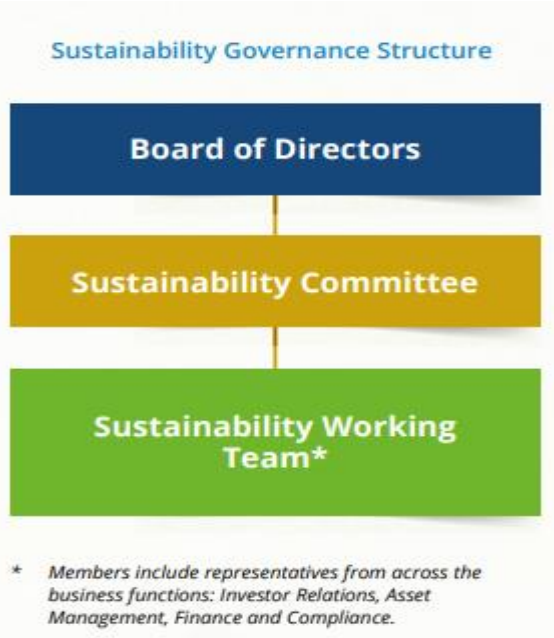 Sustainability Governance Structure
Board of Directors
Sustainability Committee
Sustainability Working
Team*
* Members include representatives from across the
business functions: Investor Relations, Asset
Management, Finance and Compliance.